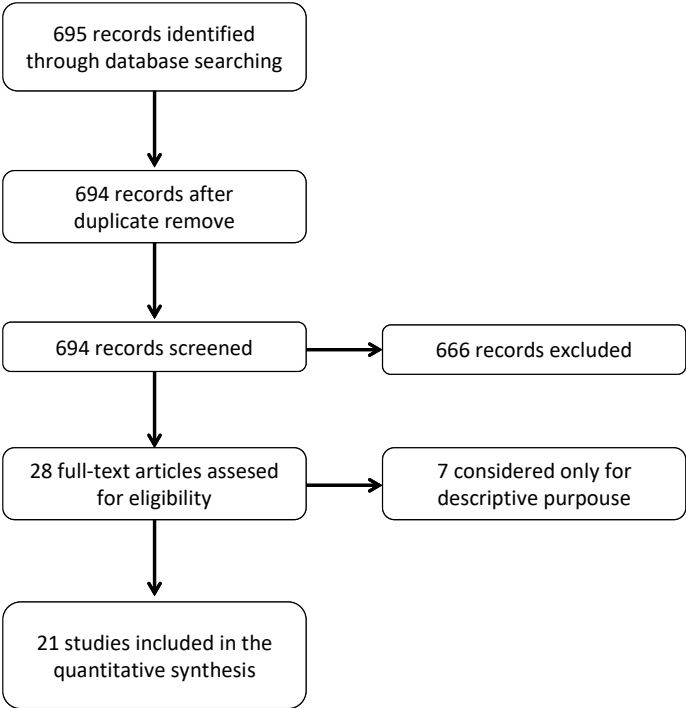 695 records identified
through database searching
694 records after
duplicate remove
694 records screened
666 records excluded
28 full-text articles assesed
for eligibility
7 considered only for
descriptive purpouse
21 studies included in the
quantitative synthesis